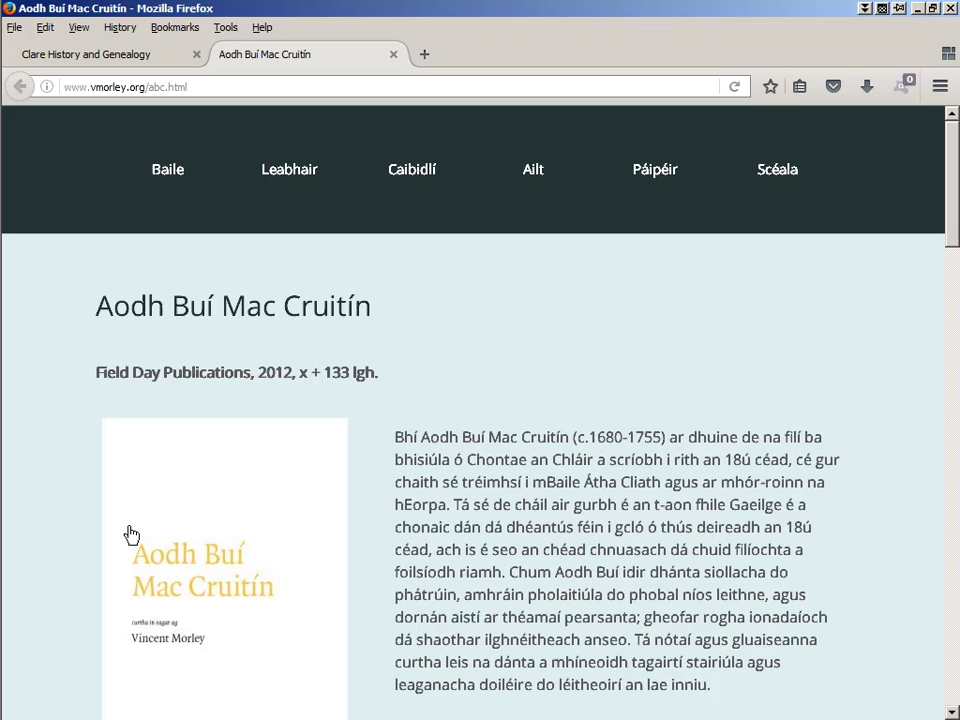 Aodh Buí Mac Cruitín - Mozilla Firefox
File Edit View History Bookmarks Tools Help
Clare History and Genealogy Aodh Buí Mac Cruitín
www.vmorley.org/abc.html 0
Baile Leabhair Caibidlí Ailt Páipéir Scéala
Aodh Buí Mac Cruitín
Field Day Publications, 2012, x + 133 lgh.
Aodh Buí
Mac Cruitín
curtha in eagar ag
Vincent Morley
Bhí Aodh Buí Mac Cruitín (c.1680-1755) ar dhuine de na filí ba
bhisiúla ó Chontae an Chláir a scríobh i rith an 18ú céad, cé gur
chaith sé tréimhsí i mBaile Átha Cliath agus ar mhór-roinn na
hEorpa. Tá sé de cháil air gurbh é an t-aon fhile Gaeilge é a
chonaic dán dá dhéantús féin i gcló ó thús deireadh an 18ú
céad, ach is é seo an chéad chnuasach dá chuid filíochta a
foilsíodh riamh. Chum Aodh Buí idir dhánta siollacha do
phátrúin, amhráin pholaitiúla do phobal níos leithne, agus
dornán aistí ar théamaí pearsanta; gheofar rogha ionadaíoch
dá shaothar ilghnéitheach anseo. Tá nótaí agus gluaiseanna
curtha leis na dánta a mhíneoidh tagairtí stairiúla agus
leaganacha doiléire do léitheoirí an lae inniu.